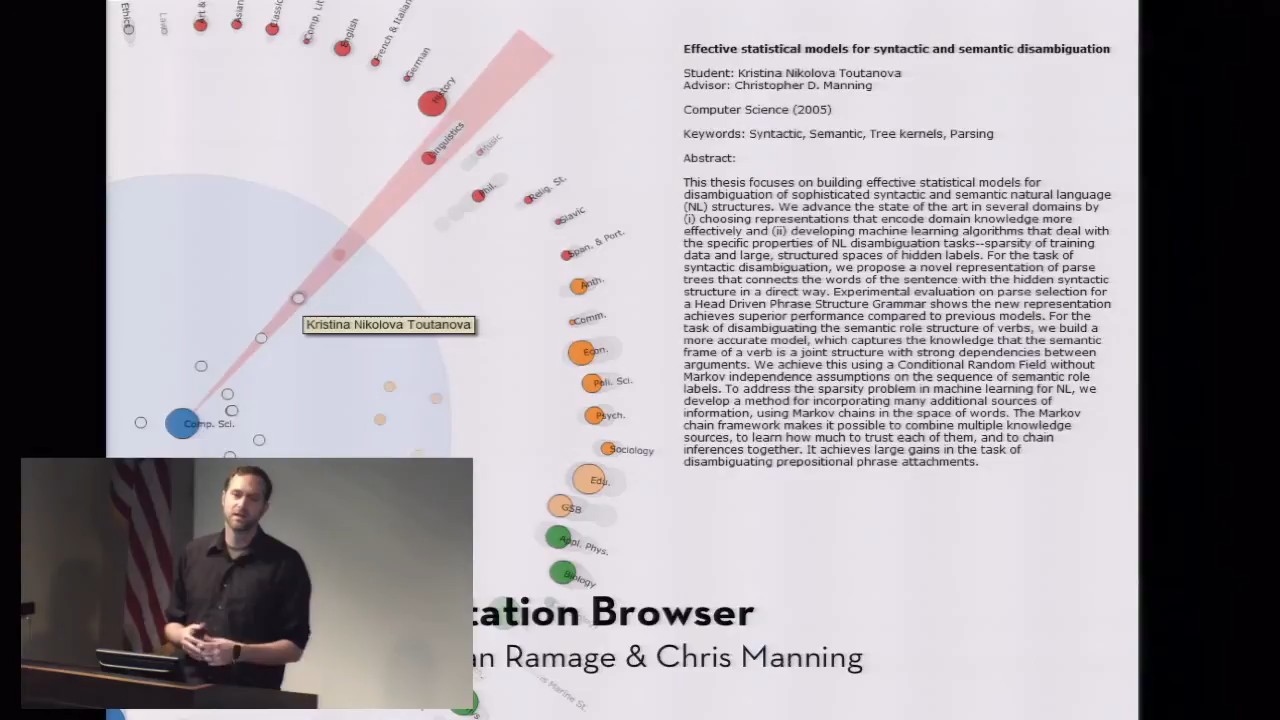 Ethics
Law
Art &
Asian
Classic
Comp. Lit
English
French & Italian
German
History
Linguistics
Music
Phil.
Relig. St.
Slavic
Span. & Port.
Anth.
Comm.
Econ.
Poli. Sci.
Psych.
Sociology
Edu.
GSB
Appl. Phys.
Biology
Kristina Nikolova Toutanova
Comp. Sci.
Effective statistical models for syntactic and semantic disambiguation
Student: Kristina Nikolova Toutanova
Advisor: Christopher D. Manning
Computer Science (2005)
Keywords: Syntactic, Semantic, Tree kernels, Parsing
Abstract:
This thesis focuses on building effective statistical models for
disambiguation of sophisticated syntactic and semantic natural language
(NL) structures. We advance the state of the art in several domains by
(i) choosing representations that encode domain knowledge more
effectively and (ii) developing machine learning algorithms that deal with
the specific properties of NL disambiguation tasks--sparsity of training
data and large, structured spaces of hidden labels. For the task of
syntactic disambiguation, we propose a novel representation of parse
trees that connects the words of the sentence with the hidden syntactic
structure in a direct way. Experimental evaluation on parse selection for
a Head Driven Phrase Structure Grammar shows the new representation
achieves superior performance compared to previous models. For the
task of disambiguating the semantic role structure of verbs, we build a
more accurate model, which captures the knowledge that the semantic
frame of a verb is a joint structure with strong dependencies between
arguments. We achieve this using a Conditional Random Field without
Markov independence assumptions on the sequence of semantic role
labels. To address the sparsity problem in machine learning for NL, we
develop a method for incorporating many additional sources of
information, using Markov chains in the space of words. The Markov
chain framework makes it possible to combine multiple knowledge
sources, to learn how much to trust each of them, and to chain
inferences together. It achieves large gains in the task of
disambiguating prepositional phrase attachments.
tation Browser
an Ramage & Chris Manning
s Marine St.